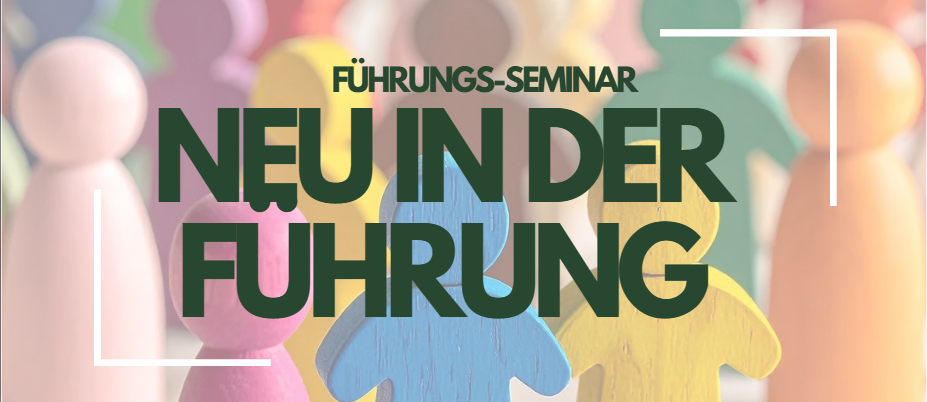 FÜHRUNGS-SEMINAR
NEU IN DER
FÜHRUNG